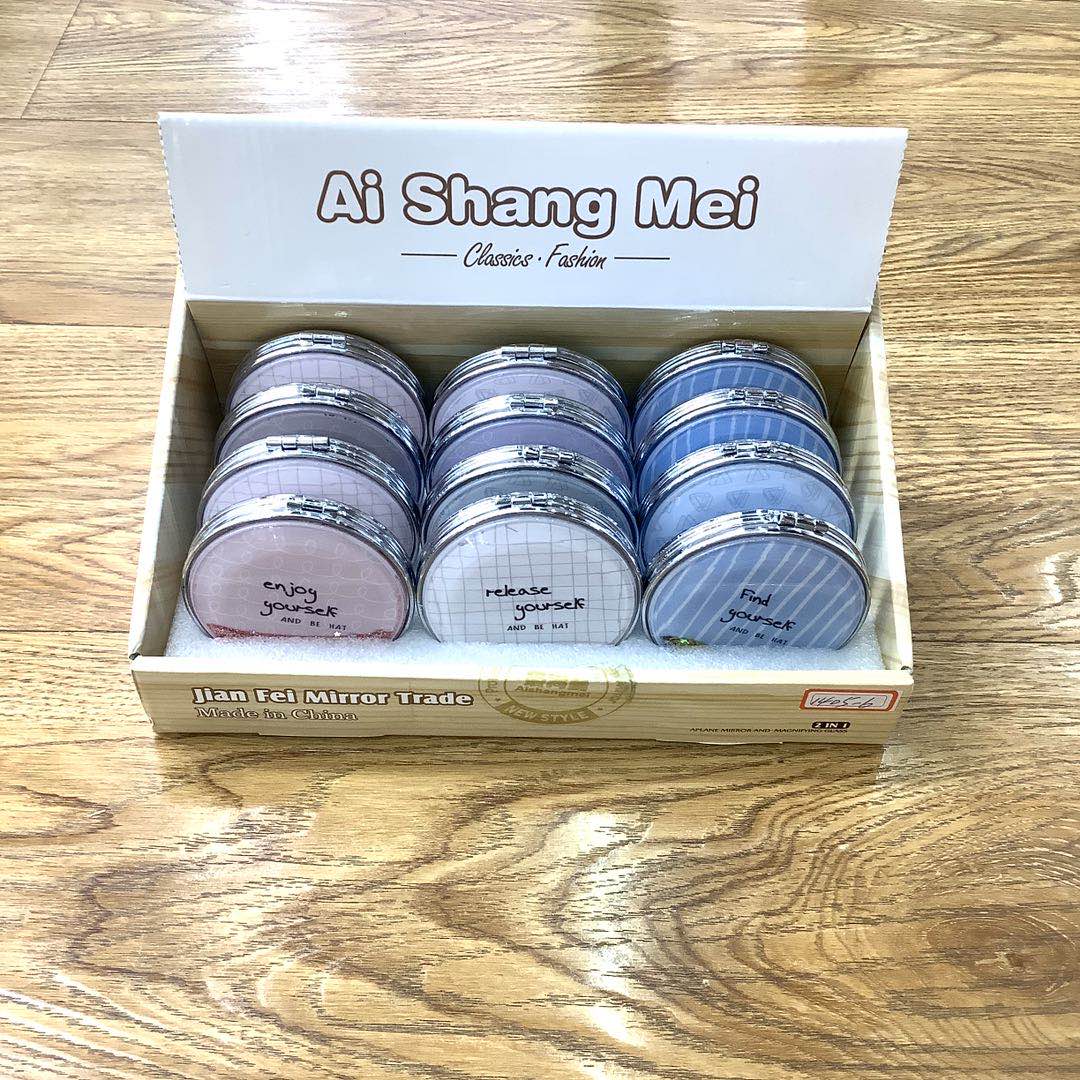 Ai Shang Mei
Classics · Fashion
enjoy
yourself
AND BE HAT
release
yourself
AND BE HAT
Find
yourself
AND BE HAT
Jian Fei Mirror Trade
Made in China
Aishangmei
NEW STYLE
2 IN 1
APLANE MIRROR AND MAGNIFYING GLASS